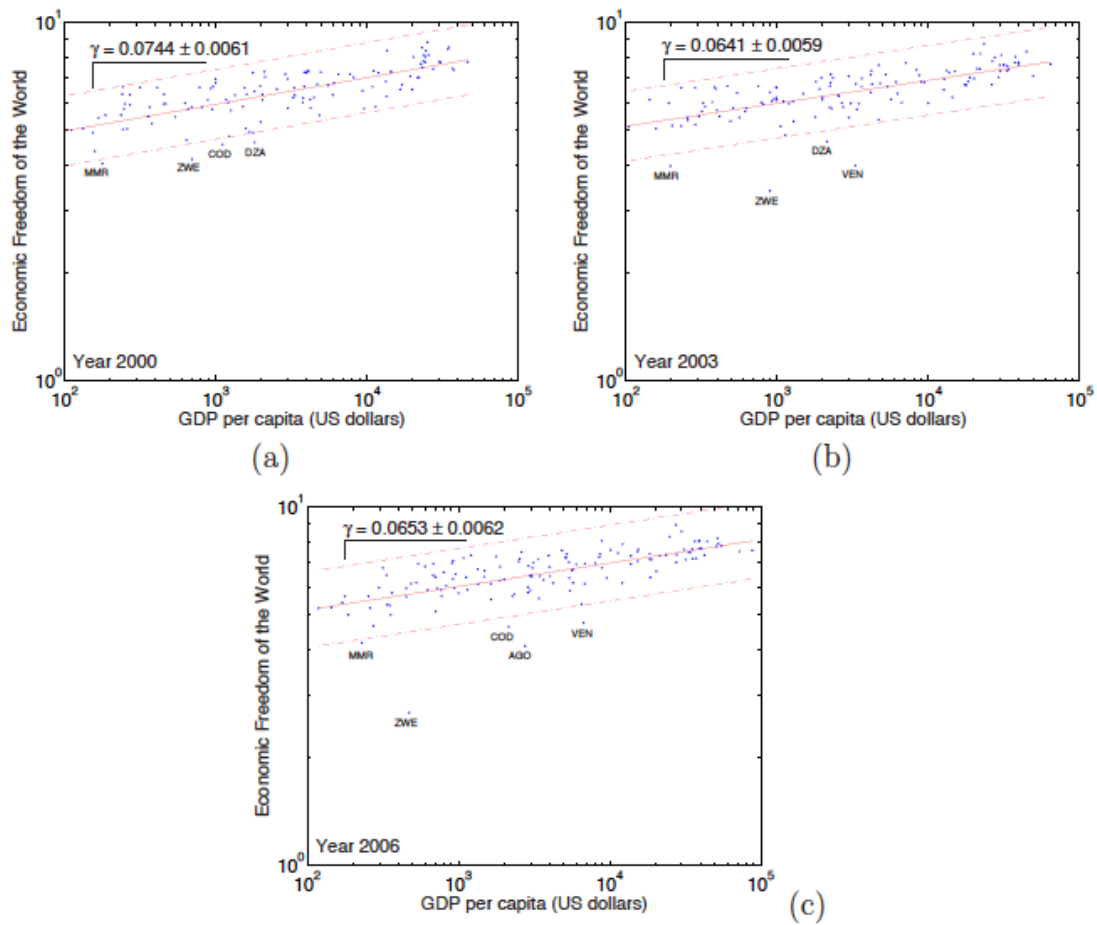 10^1
γ = 0.0744 ± 0.0061
Economic Freedom of the World
MMR
ZWE
COD
DZA
Year 2000
10^0
10^2
10^3
10^4
10^5
GDP per capita (US dollars)
(a)
10^1
γ = 0.0641 ± 0.0059
Economic Freedom of the World
DZA
MMR
VEN
ZWE
Year 2003
10^0
10^2
10^3
10^4
10^5
GDP per capita (US dollars)
(b)
10^1
γ = 0.0653 ± 0.0062
Economic Freedom of the World
COD
VEN
MMR
AGO
ZWE
Year 2006
10^0
10^2
10^3
10^4
10^5
GDP per capita (US dollars)
(c)